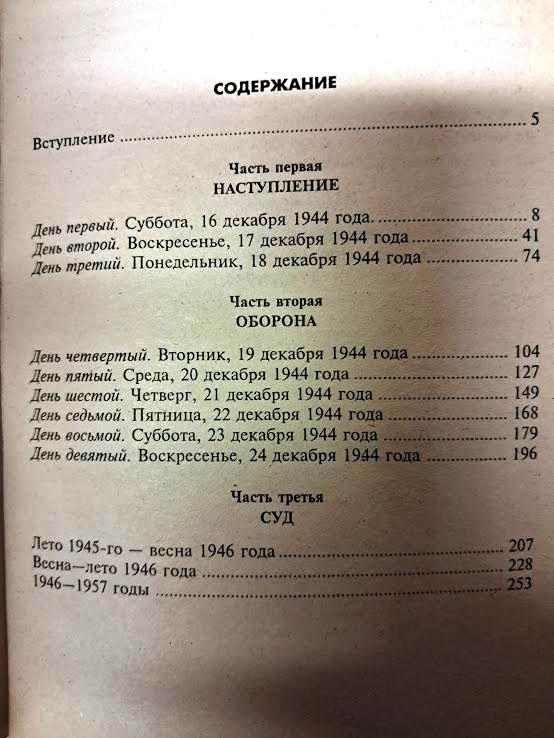 СОДЕРЖАНИЕ
Вступление ........ 5
Часть первая
НАСТУПЛЕНИЕ
День первый. Суббота, 16 декабря 1944 года. ........ 8
День второй. Воскресенье, 17 декабря 1944 года ........ 41
День третий. Понедельник, 18 декабря 1944 года ........ 74
Часть вторая
ОБОРОНА
День четвертый. Вторник, 19 декабря 1944 года ........ 104
День пятый. Среда, 20 декабря 1944 года ........ 127
День шестой. Четверг, 21 декабря 1944 года ........ 149
День седьмой. Пятница, 22 декабря 1944 года ........ 168
День восьмой. Суббота, 23 декабря 1944 года ........ 179
День девятый. Воскресенье, 24 декабря 1944 года ........ 196
Часть третья
СУД
Лето 1945-го — весна 1946 года ........ 207
Весна—лето 1946 года ........ 228
1946—1957 годы ........ 253